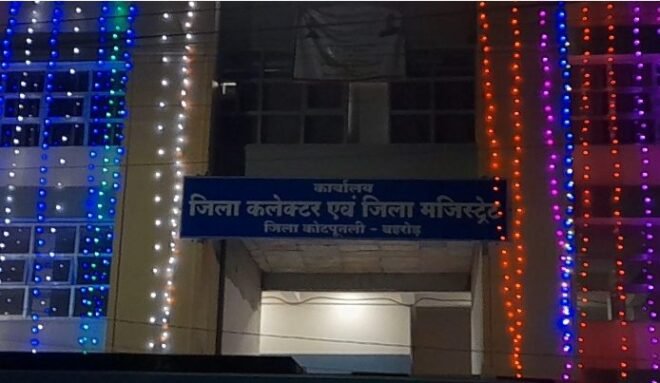 कार्यालय
जिला कलेक्टर एवं जिला मजिस्ट्रेट
जिला कोटपूतली - बहरोड़